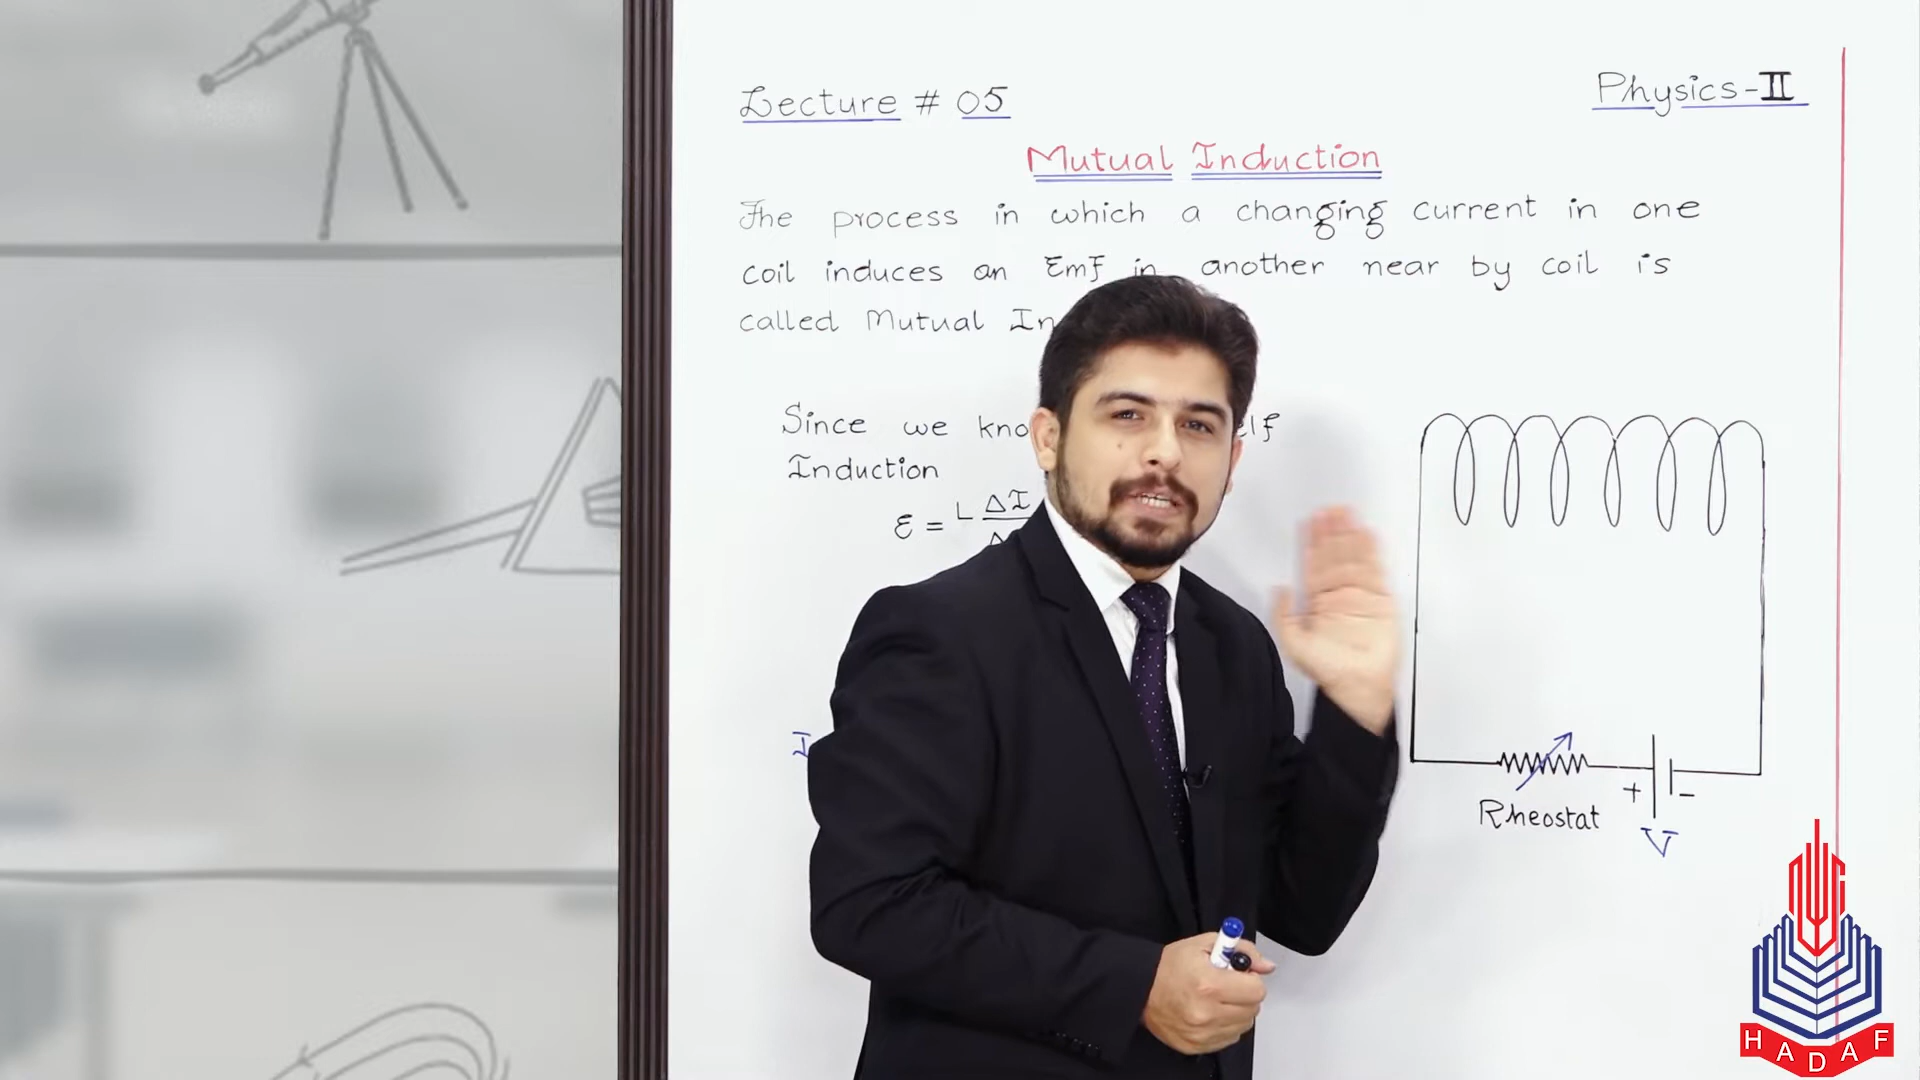 Lecture # 05
Physics-II
Mutual Induction
The process in which a changing current in one
coil induces an Emf in another near by coil is
called Mutual In
Since we kno elf
Induction
ε = L ΔI
I
Rheostat
+ -
V
HADAF